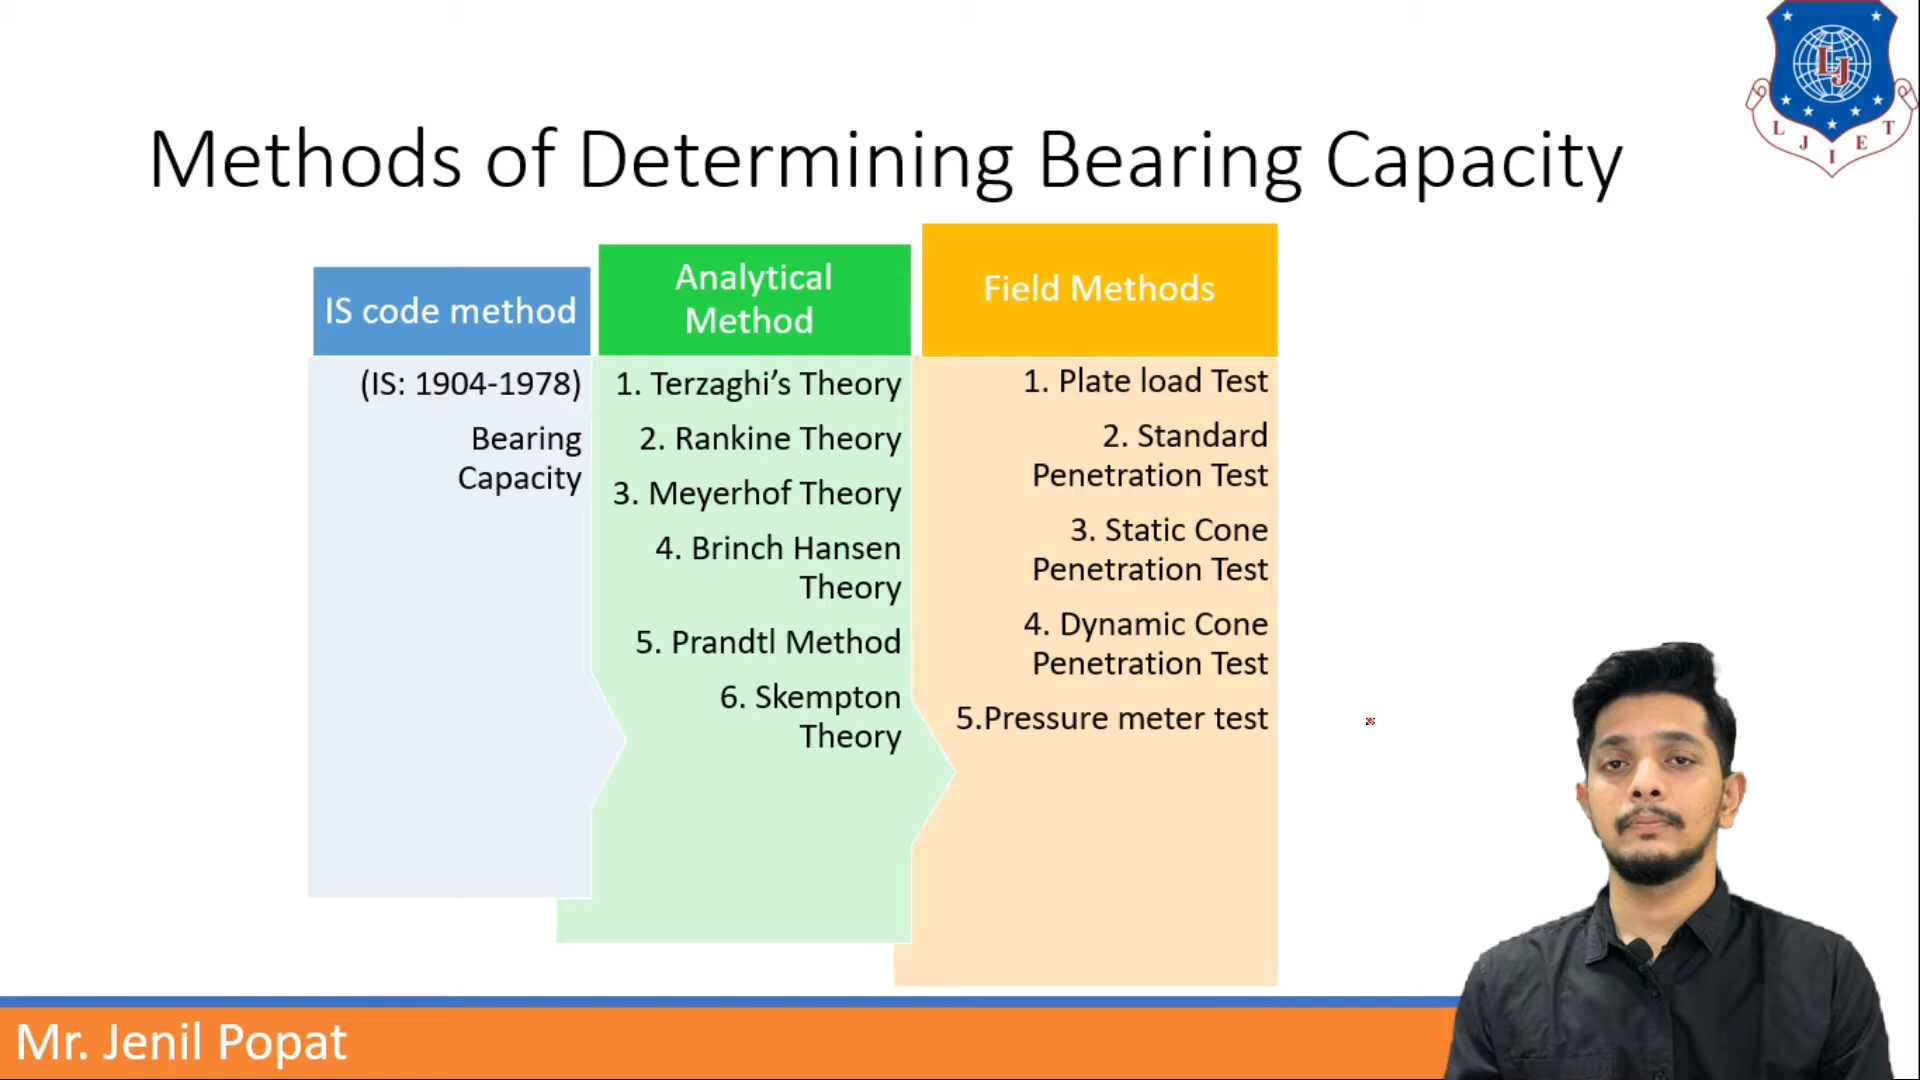 Methods of Determining Bearing Capacity
IS code method
(IS: 1904-1978)
Bearing
Capacity
Analytical
Method
1. Terzaghi’s Theory
2. Rankine Theory
3. Meyerhof Theory
4. Brinch Hansen
Theory
5. Prandtl Method
6. Skempton
Theory
Field Methods
1. Plate load Test
2. Standard
Penetration Test
3. Static Cone
Penetration Test
4. Dynamic Cone
Penetration Test
5.Pressure meter test
LJ
L J I E T
Mr. Jenil Popat